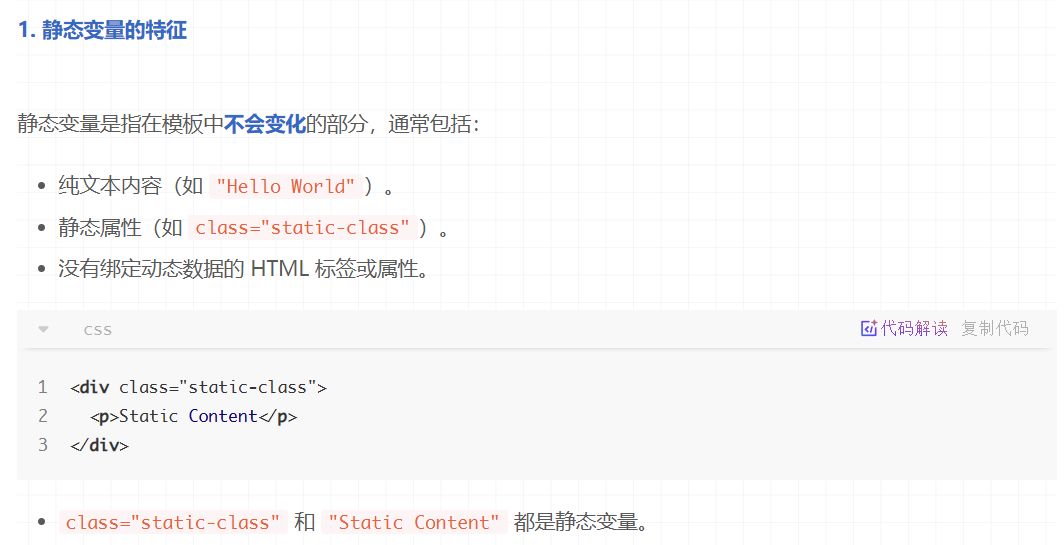 1. 静态变量的特征
静态变量是指在模板中不会变化的部分，通常包括：
纯文本内容（如 "Hello World" ）。
静态属性（如 class="static-class" ）。
没有绑定动态数据的 HTML 标签或属性。
css 代码解读 复制代码
1 <div class="static-class">
2   <p>Static Content</p>
3 </div>
class="static-class" 和 "Static Content" 都是静态变量。